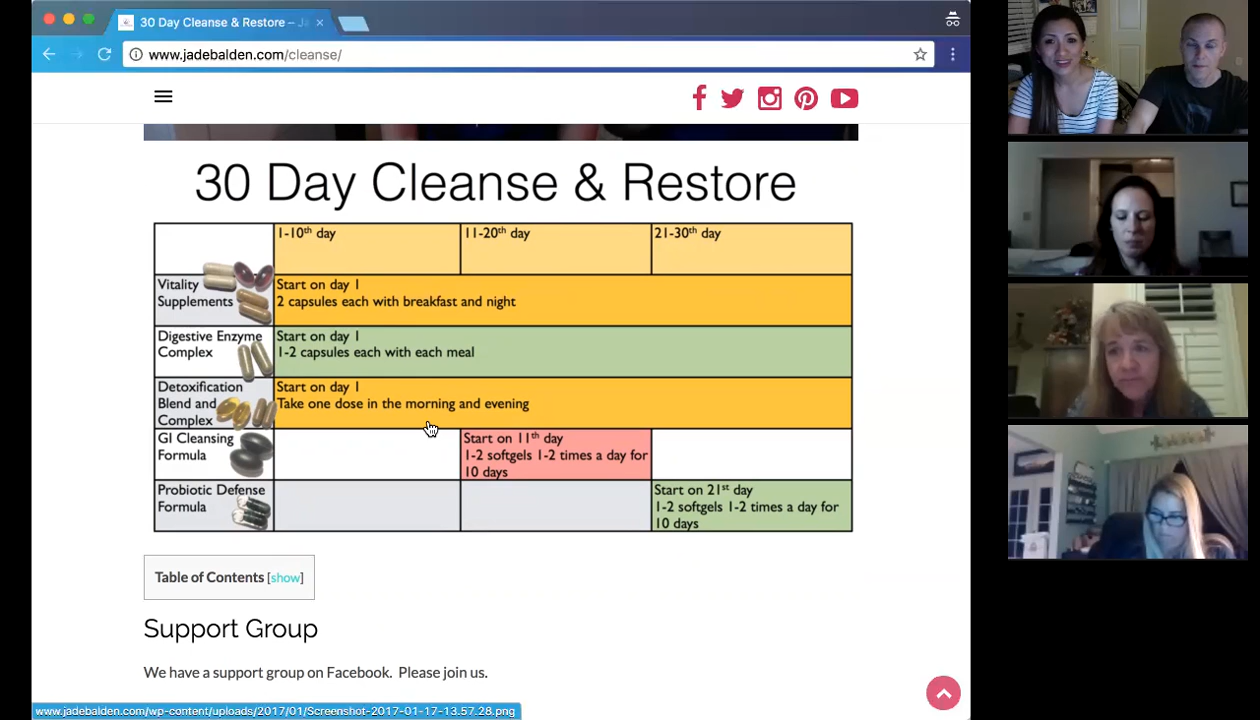 30 Day Cleanse & Restore –
www.jadebalden.com/cleanse/
30 Day Cleanse & Restore
1-10th day
11-20th day
21-30th day
Vitality
Supplements
Start on day 1
2 capsules each with breakfast and night
Digestive Enzyme
Complex
Start on day 1
1-2 capsules each with each meal
Detoxification
Blend and
Complex
Start on day 1
Take one dose in the morning and evening
GI Cleansing
Formula
Start on 11th day
1-2 softgels 1-2 times a day for
10 days
Probiotic Defense
Formula
Start on 21st day
1-2 softgels 1-2 times a day for
10 days
Table of Contents [show]
Support Group
We have a support group on Facebook. Please join us.
www.jadebalden.com/wp-content/uploads/2017/01/Screenshot-2017-01-17-13.57.28.png